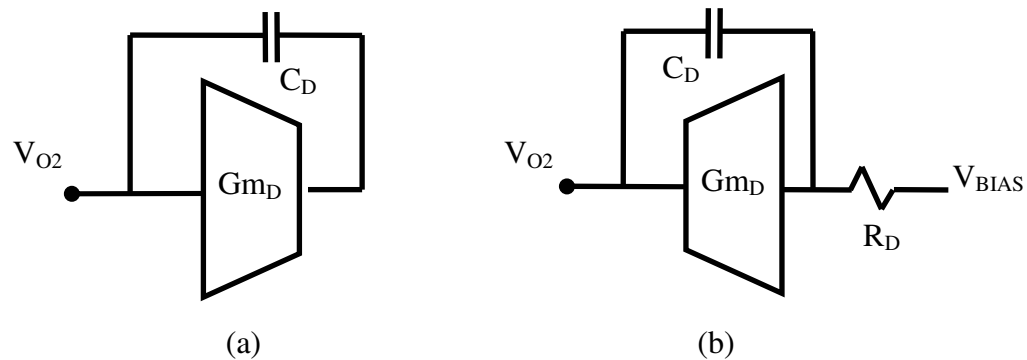 C_D
V_O2
Gm_D
(a)
C_D
V_O2
Gm_D
V_BIAS
R_D
(b)